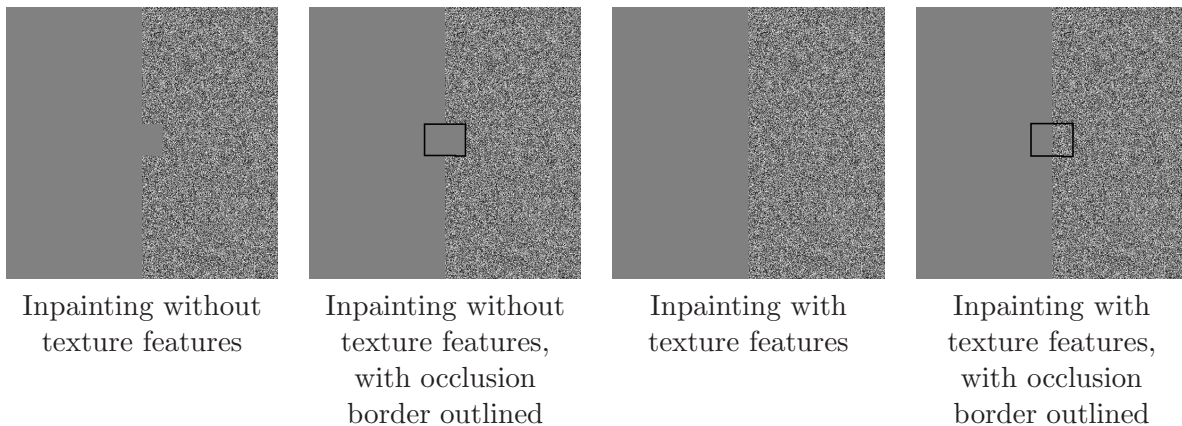 Inpainting without
texture features
Inpainting without
texture features,
with occlusion
border outlined
Inpainting with
texture features
Inpainting with
texture features,
with occlusion
border outlined